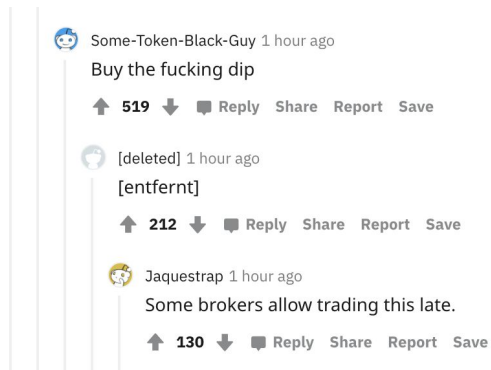 Some-Token-Black-Guy 1 hour ago
Buy the fucking dip
519 Reply Share Report Save
[deleted] 1 hour ago
[entfernt]
212 Reply Share Report Save
Jaquestrap 1 hour ago
Some brokers allow trading this late.
130 Reply Share Report Save